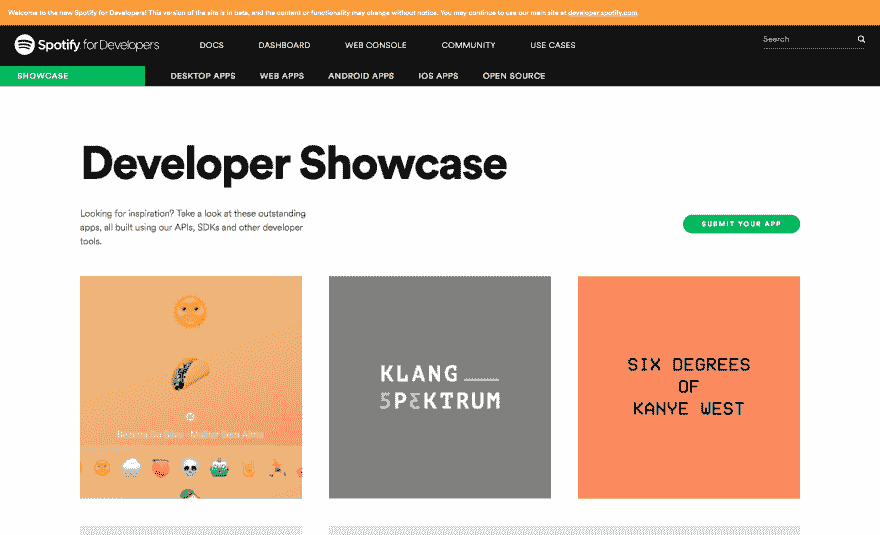 Welcome to the new Spotify for Developers! This version of the site is in beta, and the content or functionality may change without notice. You may continue to use our main site at developer.spotify.com.
Spotify for Developers
DOCS
DASHBOARD
WEB CONSOLE
COMMUNITY
USE CASES
Search
SHOWCASE
DESKTOP APPS
WEB APPS
ANDROID APPS
IOS APPS
OPEN SOURCE
Developer Showcase
Looking for inspiration? Take a look at these outstanding
apps, all built using our APIs, SDKs and other developer
tools.
SUBMIT YOUR APP
KLANG
SPEKTRUM
SIX DEGREES
OF
KANYE WEST